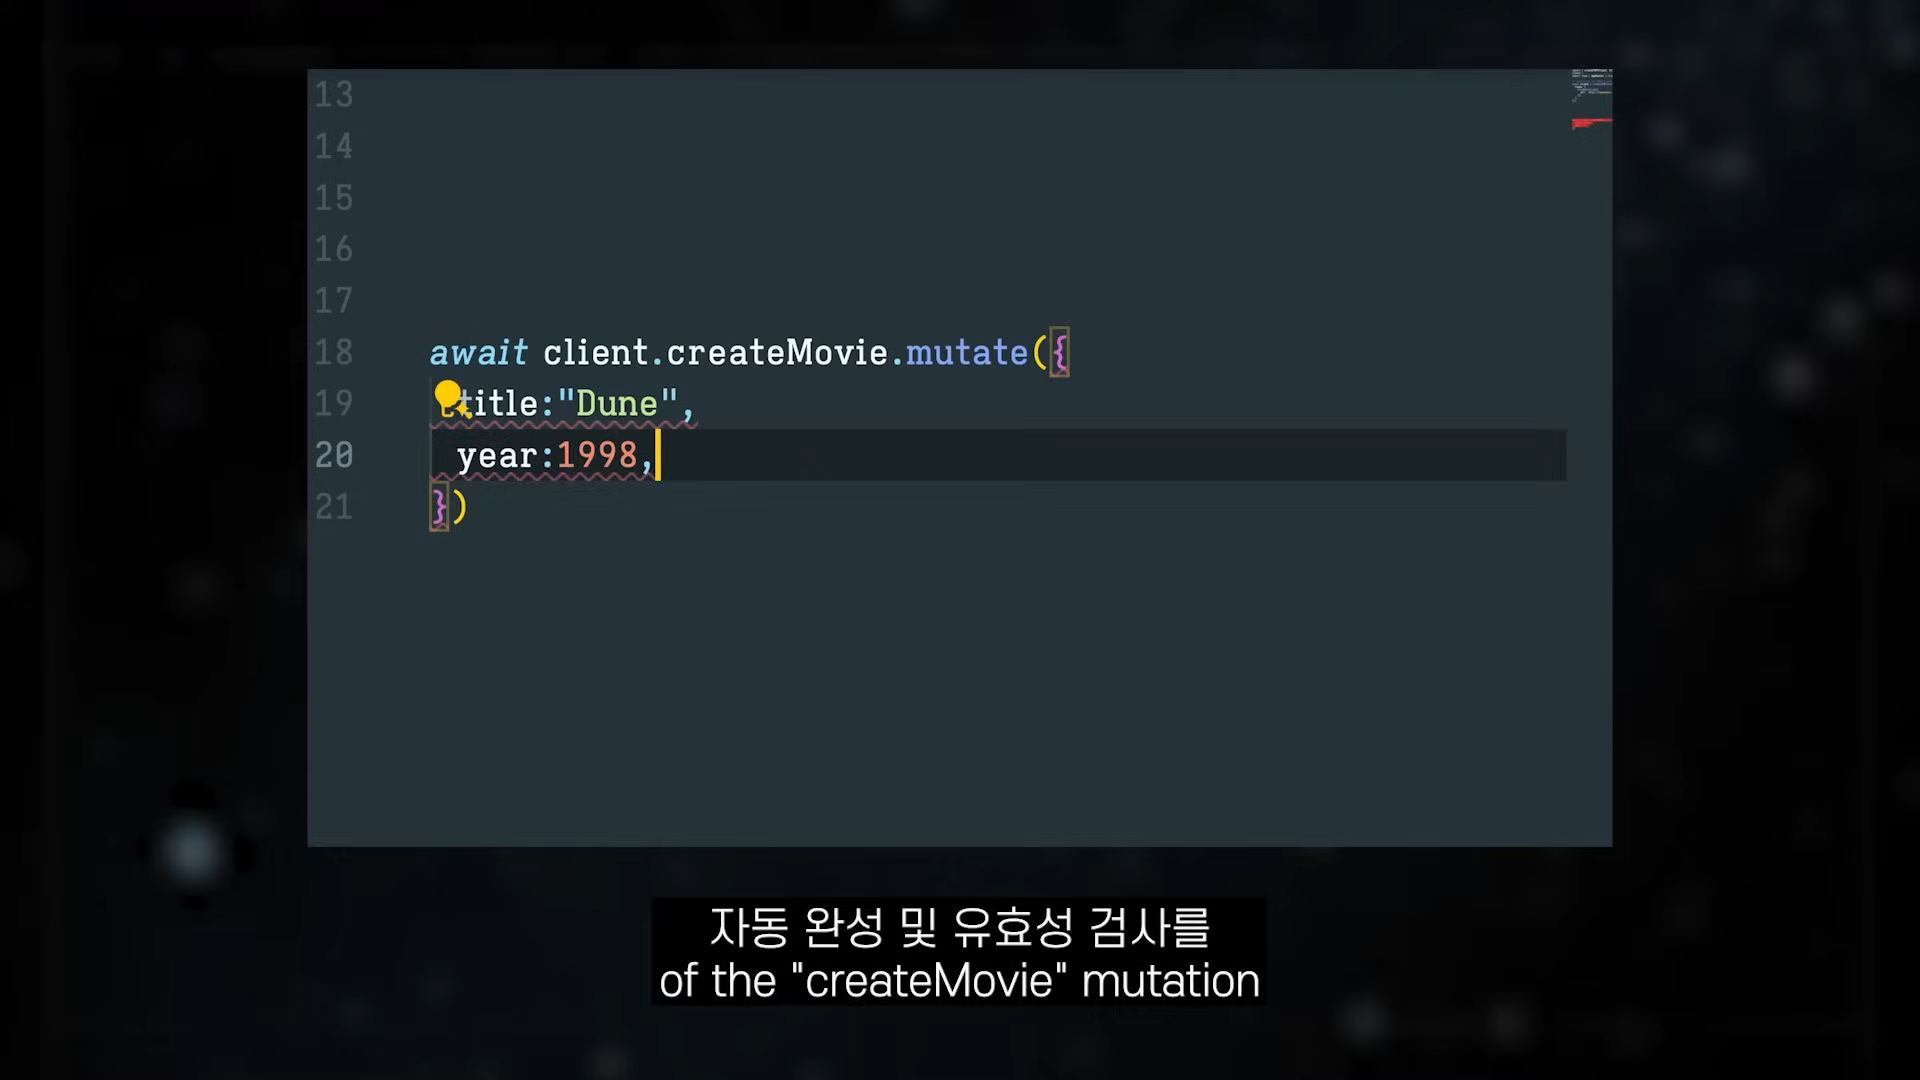 13
14
15
16
17
18 await client.createMovie.mutate({
19 title:"Dune",
20 year:1998,
21 })
자동 완성 및 유효성 검사를
of the "createMovie" mutation